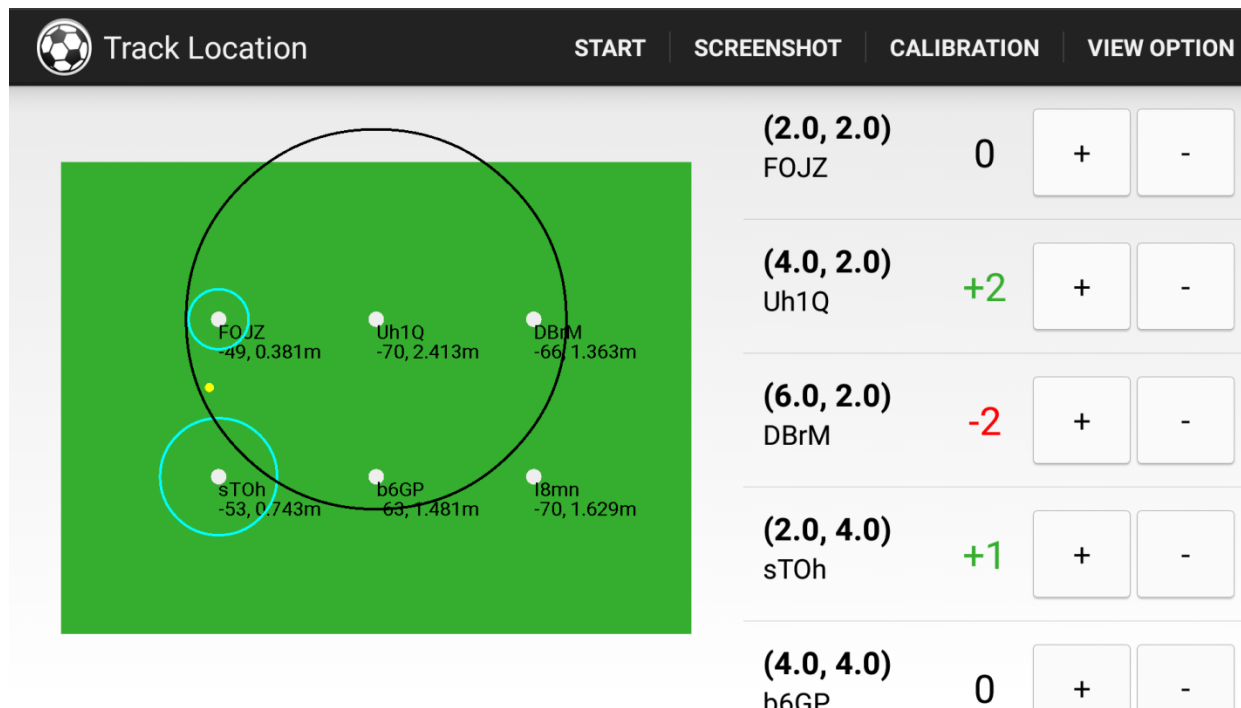 Track Location
START
SCREENSHOT
CALIBRATION
VIEW OPTION
FOJZ
-49, 0.381m
Uh1Q
-70, 2.413m
DBrM
-66, 1.363m
sTOh
-53, 0.743m
b6GP
-63, 1.481m
I8mn
-70, 1.629m
(2.0, 2.0)
FOJZ
0
+
-
(4.0, 2.0)
Uh1Q
+2
+
-
(6.0, 2.0)
DBrM
-2
+
-
(2.0, 4.0)
sTOh
+1
+
-
(4.0, 4.0)
b6GP
0
+
-